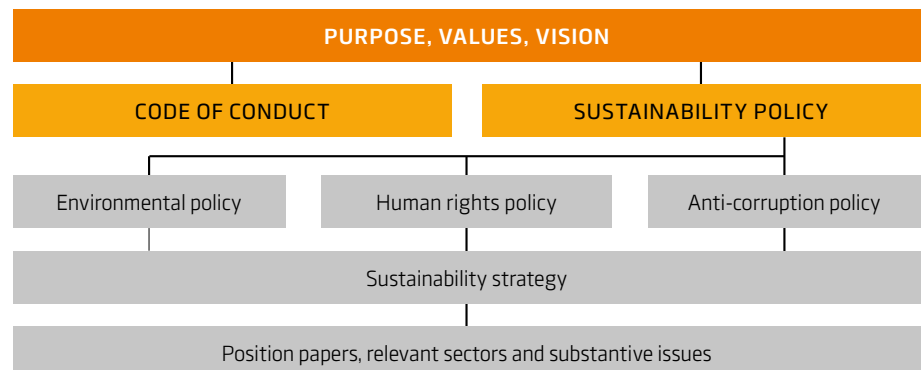 PURPOSE, VALUES, VISION
CODE OF CONDUCT
SUSTAINABILITY POLICY
Environmental policy
Human rights policy
Anti-corruption policy
Sustainability strategy
Position papers, relevant sectors and substantive issues